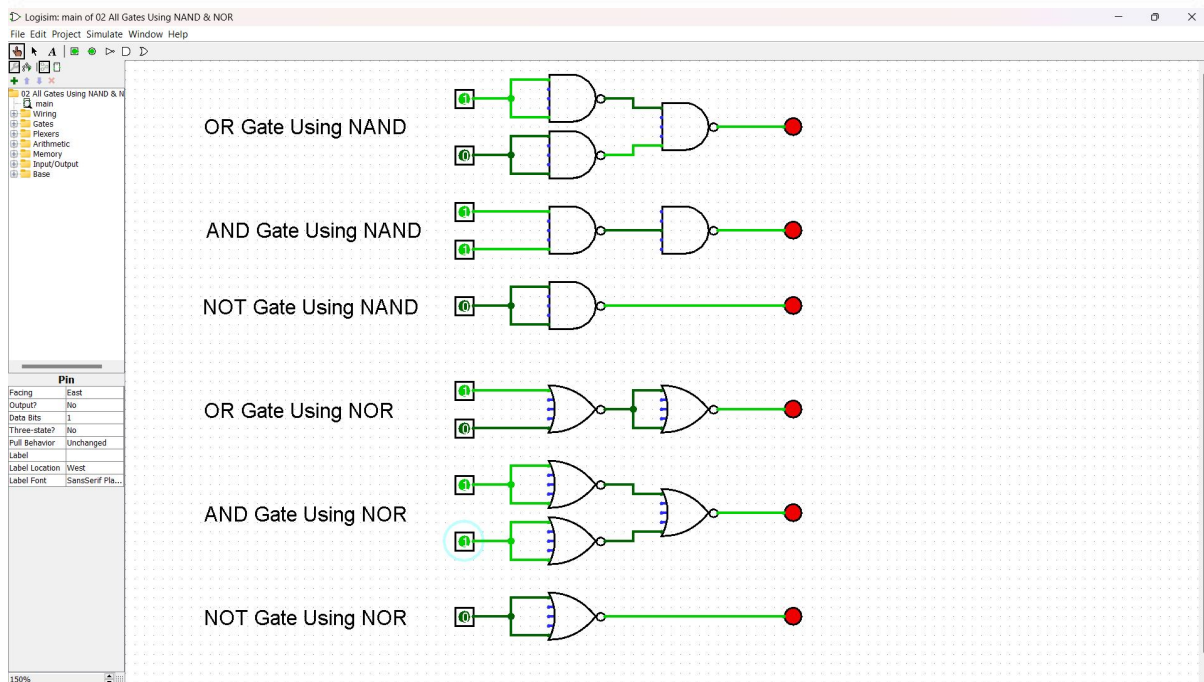 Logisim: main of 02 All Gates Using NAND & NOR
File Edit Project Simulate Window Help
A
02 All Gates Using NAND & N
main
Wiring
Gates
Plexers
Arithmetic
Memory
Input/Output
Base
Pin
Facing East
Output? No
Data Bits 1
Three-state? No
Pull Behavior Unchanged
Label
Label Location West
Label Font SansSerif Pla...
150%
1
OR Gate Using NAND
0
1
AND Gate Using NAND
1
NOT Gate Using NAND 0
1
OR Gate Using NOR
0
1
AND Gate Using NOR
1
NOT Gate Using NOR 0